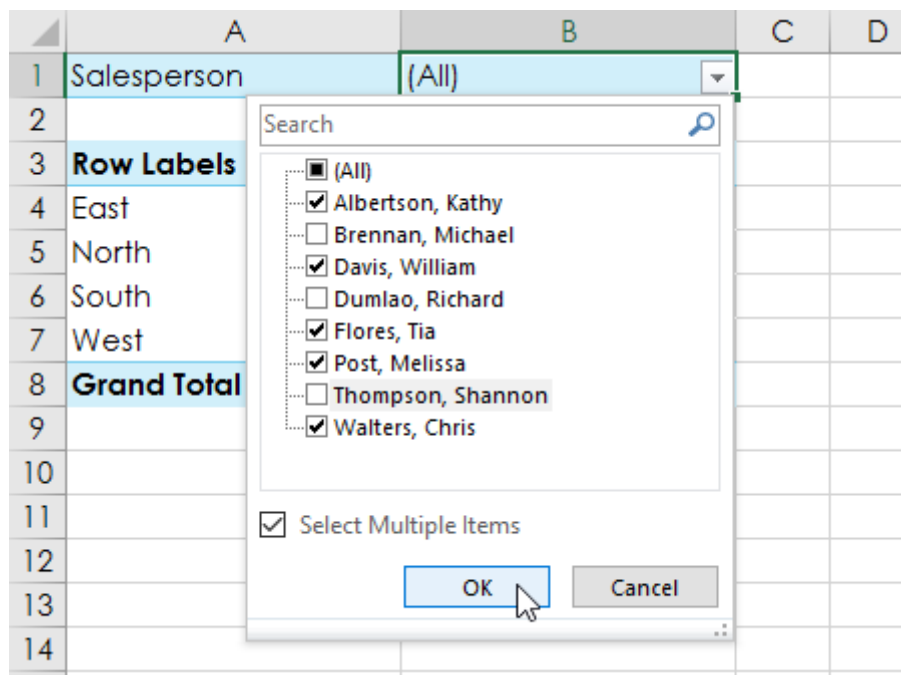 A B C D
1 Salesperson (All)
2 Search
3 Row Labels (All)
4 East Albertson, Kathy
Brennan, Michael
5 North Davis, William
6 South Dumlao, Richard
7 West Flores, Tia
Post, Melissa
8 Grand Total Thompson, Shannon
9 Walters, Chris
10
11 Select Multiple Items
12
13 OK Cancel
14